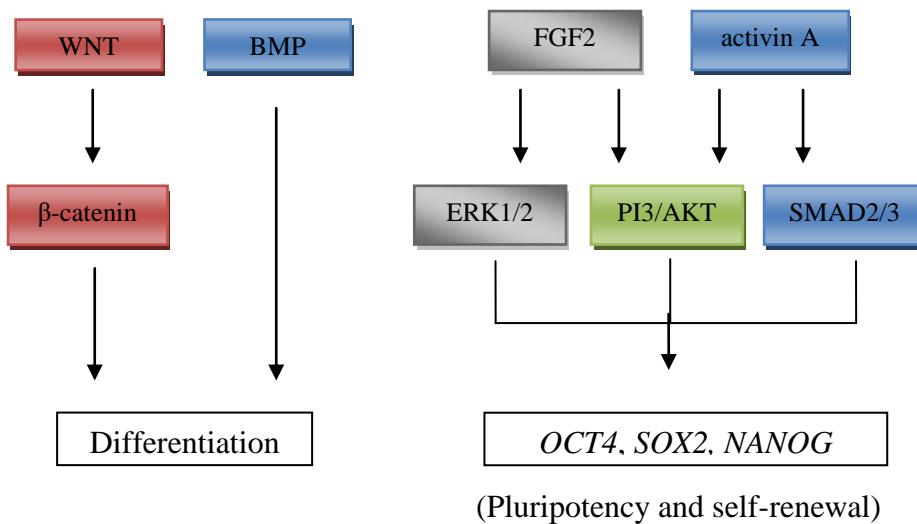 WNT
BMP
FGF2
activin A
β-catenin
ERK1/2
PI3/AKT
SMAD2/3
Differentiation
OCT4, SOX2, NANOG
(Pluripotency and self-renewal)